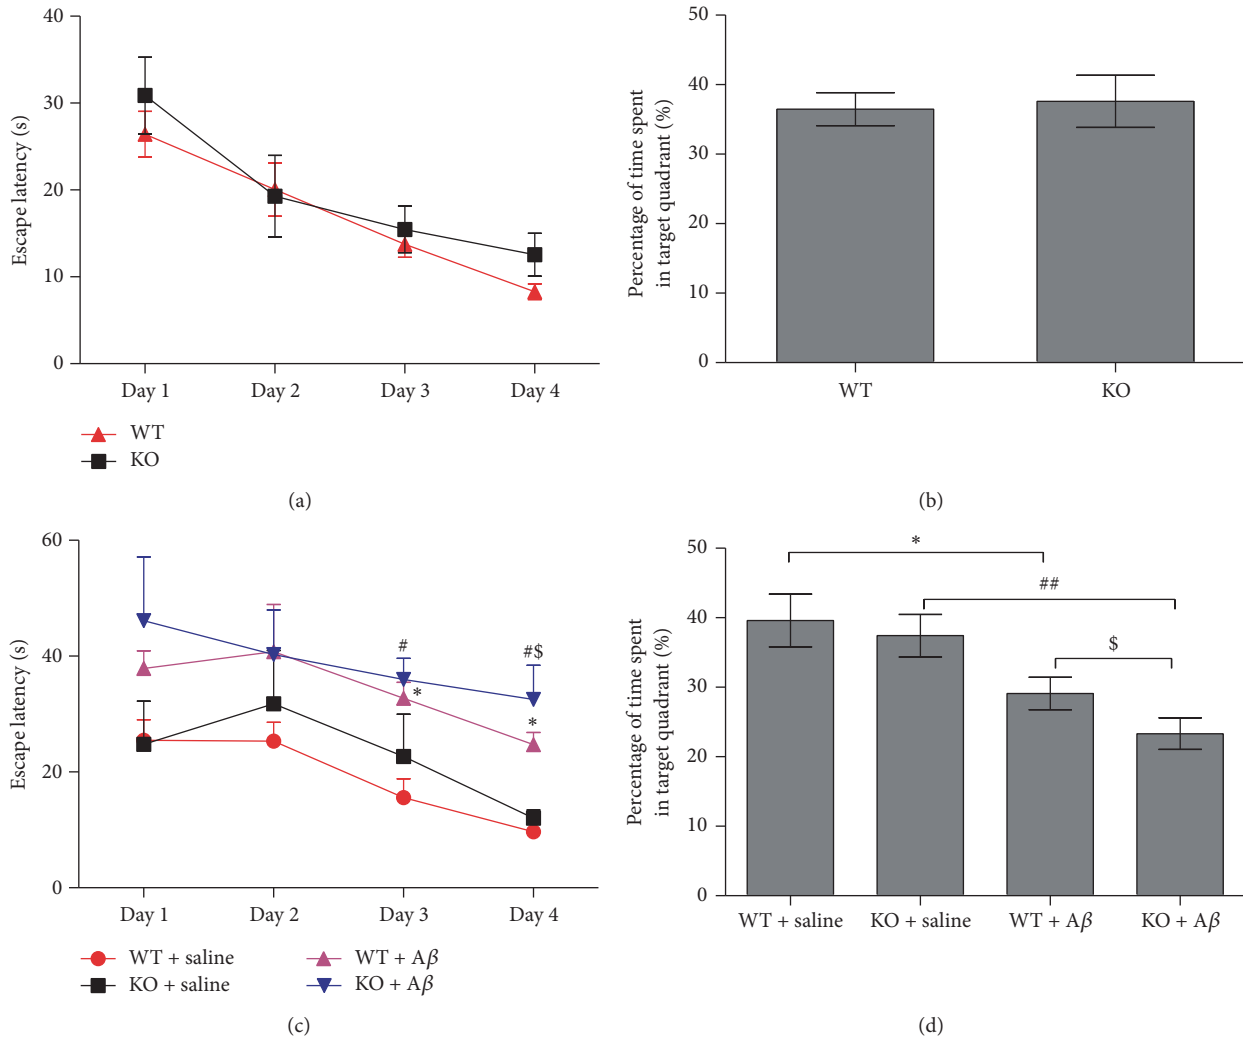 40
30
20
10
0
Escape latency (s)
Day 1 Day 2 Day 3 Day 4
WT
KO
(a)
50
40
30
20
10
0
Percentage of time spent
in target quadrant (%)
WT KO
(b)
60
40
20
0
Escape latency (s)
#
*
#$
*
Day 1 Day 2 Day 3 Day 4
WT + saline WT + Aβ
KO + saline KO + Aβ
(c)
50
40
30
20
10
0
Percentage of time spent
in target quadrant (%)
*
##
$
WT + saline KO + saline WT + Aβ KO + Aβ
(d)